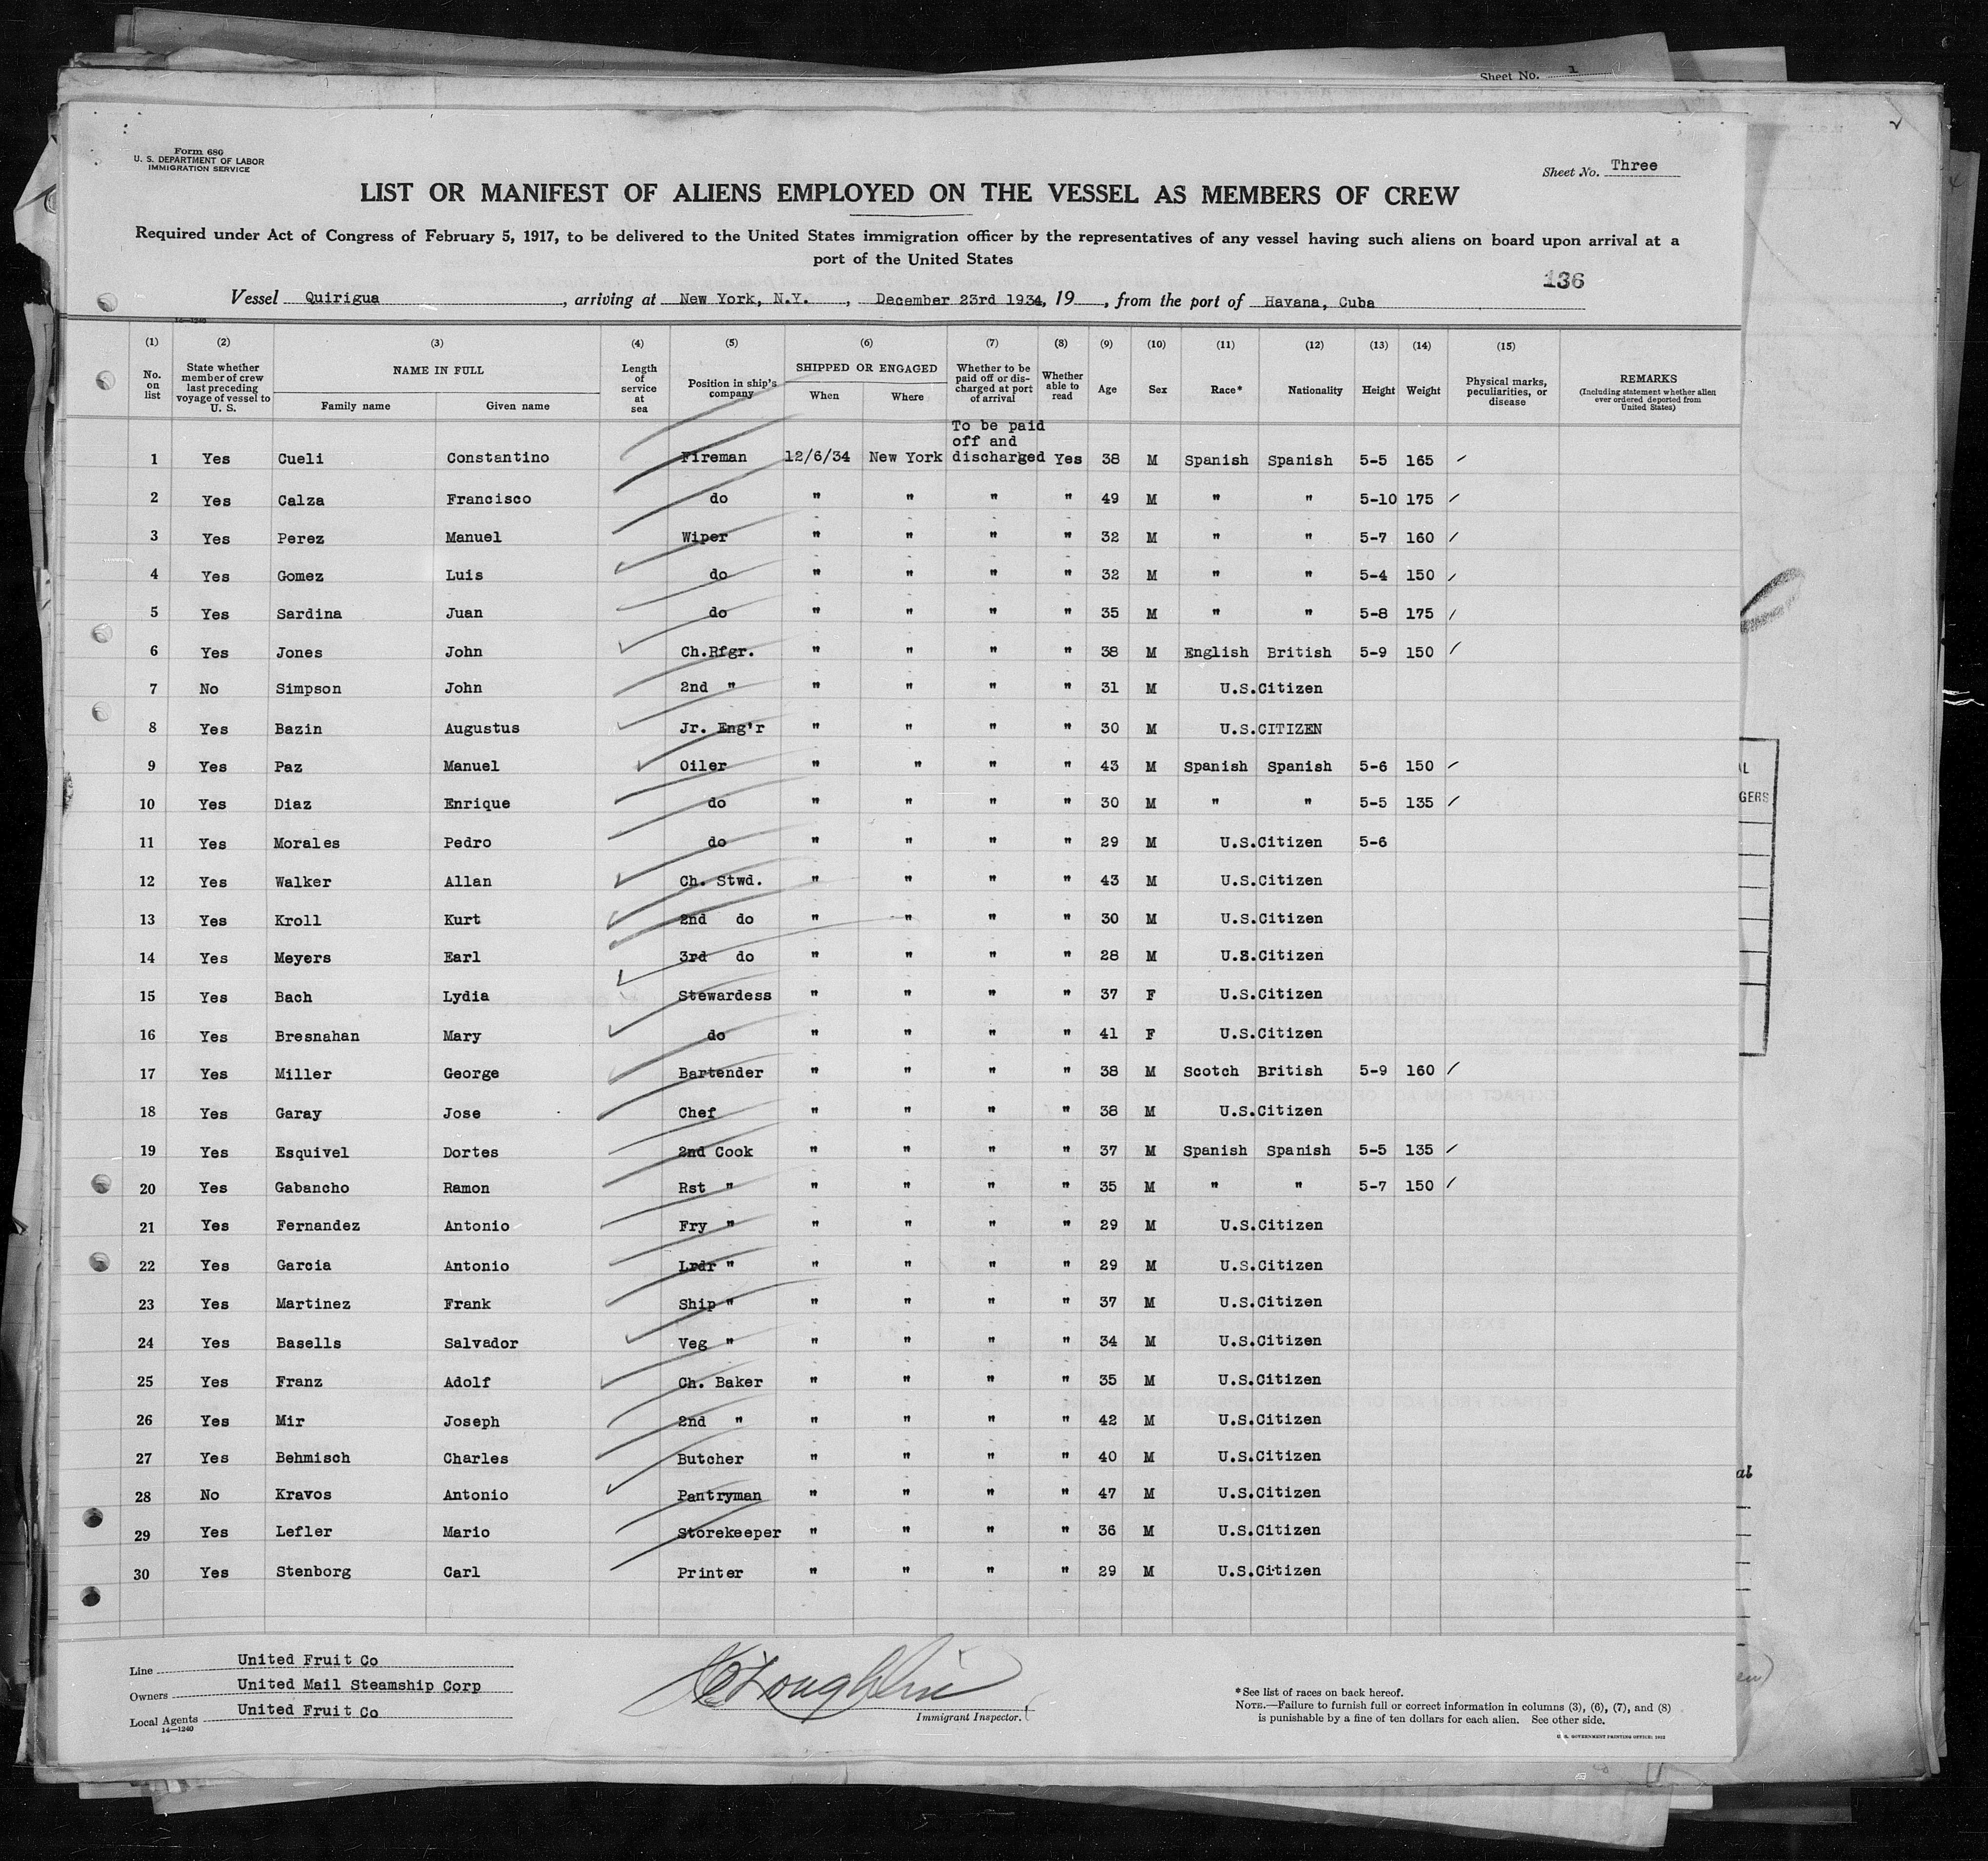 Sheet No. 1
Form 680
U. S. DEPARTMENT OF LABOR
IMMIGRATION SERVICE
Sheet No. Three
LIST OR MANIFEST OF ALIENS EMPLOYED ON THE VESSEL AS MEMBERS OF CREW
Required under Act of Congress of February 5, 1917, to be delivered to the United States immigration officer by the representatives of any vessel having such aliens on board upon arrival at a
port of the United States
136
Vessel Quirigua, arriving at New York, N.Y., December 23rd 1934, 19, from the port of Havana, Cuba
14—1240
(1) (2) (3) (4) (5) (6) (7) (8) (9) (10) (11) (12) (13) (14) (15)
No. on list State whether member of crew last preceding voyage of vessel to U. S. NAME IN FULL Family name Given name Length of service at sea Position in ship's company SHIPPED OR ENGAGED When Where Whether to be paid off or discharged at port of arrival Whether able to read Age Sex Race* Nationality Height Weight Physical marks, peculiarities, or disease REMARKS (Including statement whether alien ever ordered deported from United States)
To be paid
off and
1 Yes Cueli Constantino Fireman 12/6/34 New York discharged Yes 38 M Spanish Spanish 5-5 165
2 Yes Calza Francisco do " " " " 49 M " " 5-10 175
3 Yes Perez Manuel Wiper " " " " 32 M " " 5-7 160
4 Yes Gomez Luis do " " " " 32 M " " 5-4 150
5 Yes Sardina Juan do " " " " 35 M " " 5-8 175
6 Yes Jones John Ch.Rfgr. " " " " 38 M English British 5-9 150
7 No Simpson John 2nd " " " " " 31 M U.S.Citizen
8 Yes Bazin Augustus Jr. Eng'r " " " " 30 M U.S.CITIZEN
9 Yes Paz Manuel Oiler " " " " 43 M Spanish Spanish 5-6 150
10 Yes Diaz Enrique do " " " " 30 M " " 5-5 135
11 Yes Morales Pedro do " " " " 29 M U.S.Citizen 5-6
12 Yes Walker Allan Ch. Stwd. " " " " 43 M U.S.Citizen
13 Yes Kroll Kurt 2nd do " " " " 30 M U.S.Citizen
14 Yes Meyers Earl 3rd do " " " " 28 M U.S.Citizen
15 Yes Bach Lydia Stewardess " " " " 37 F U.S.Citizen
16 Yes Bresnahan Mary do " " " " 41 F U.S.Citizen
17 Yes Miller George Bartender " " " " 38 M Scotch British 5-9 160
18 Yes Garay Jose Chef " " " " 38 M U.S.Citizen
19 Yes Esquivel Dortes 2nd Cook " " " " 37 M Spanish Spanish 5-5 135
20 Yes Gabancho Ramon Rst " " " " " 35 M " " 5-7 150
21 Yes Fernandez Antonio Fry " " " " " 29 M U.S.Citizen
22 Yes Garcia Antonio Lrdr " " " " " 29 M U.S.Citizen
23 Yes Martinez Frank Ship " " " " " 37 M U.S.Citizen
24 Yes Basells Salvador Veg " " " " " 34 M U.S.Citizen
25 Yes Franz Adolf Ch. Baker " " " " 35 M U.S.Citizen
26 Yes Mir Joseph 2nd " " " " " 42 M U.S.Citizen
27 Yes Behmisch Charles Butcher " " " " 40 M U.S.Citizen
28 No Kravos Antonio Pantryman " " " " 47 M U.S.Citizen
29 Yes Lefler Mario Storekeeper " " " " 36 M U.S.Citizen
30 Yes Stenborg Carl Printer " " " " 29 M U.S.Citizen
Line United Fruit Co
Owners United Mail Steamship Corp
Local Agents United Fruit Co
14—1240
Immigrant Inspector.
*See list of races on back hereof.
NOTE.—Failure to furnish full or correct information in columns (3), (6), (7), and (8)
is punishable by a fine of ten dollars for each alien. See other side.
U. S. GOVERNMENT PRINTING OFFICE: 1932
GERS
al